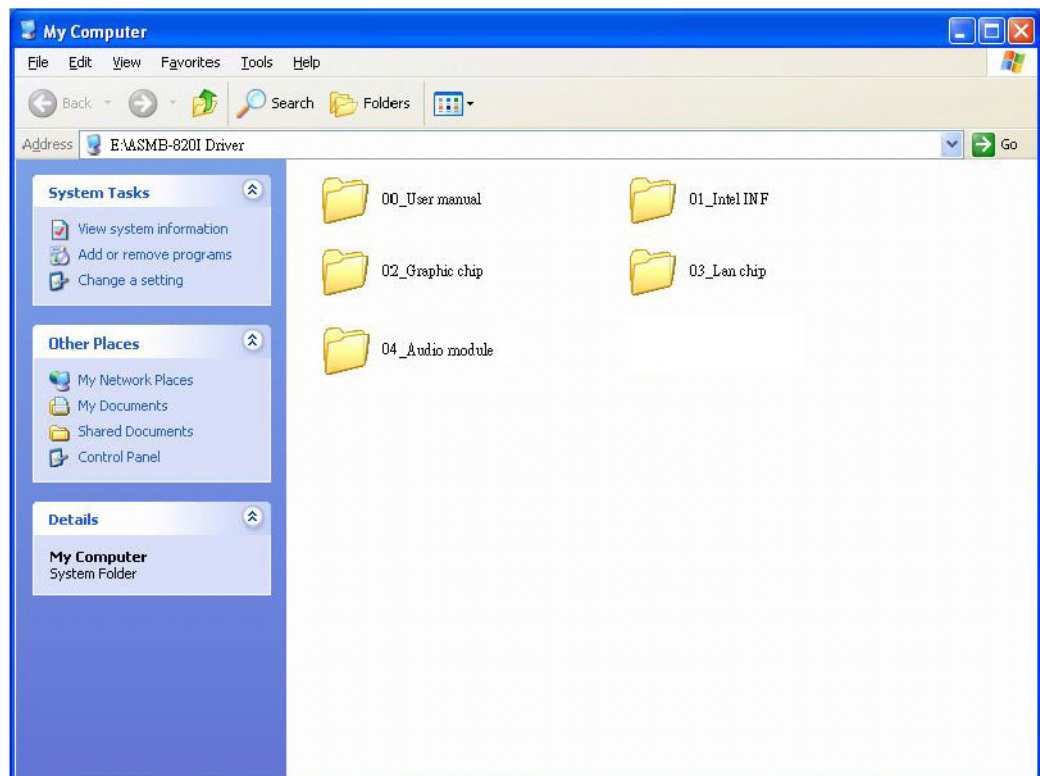 My Computer
File Edit View Favorites Tools Help
Back Search Folders
Address E:\ASMB-820I Driver Go
System Tasks
View system information
Add or remove programs
Change a setting
Other Places
My Network Places
My Documents
Shared Documents
Control Panel
Details
My Computer
System Folder
00_User manual
01_Intel INF
02_Graphic chip
03_Lan chip
04_Audio module